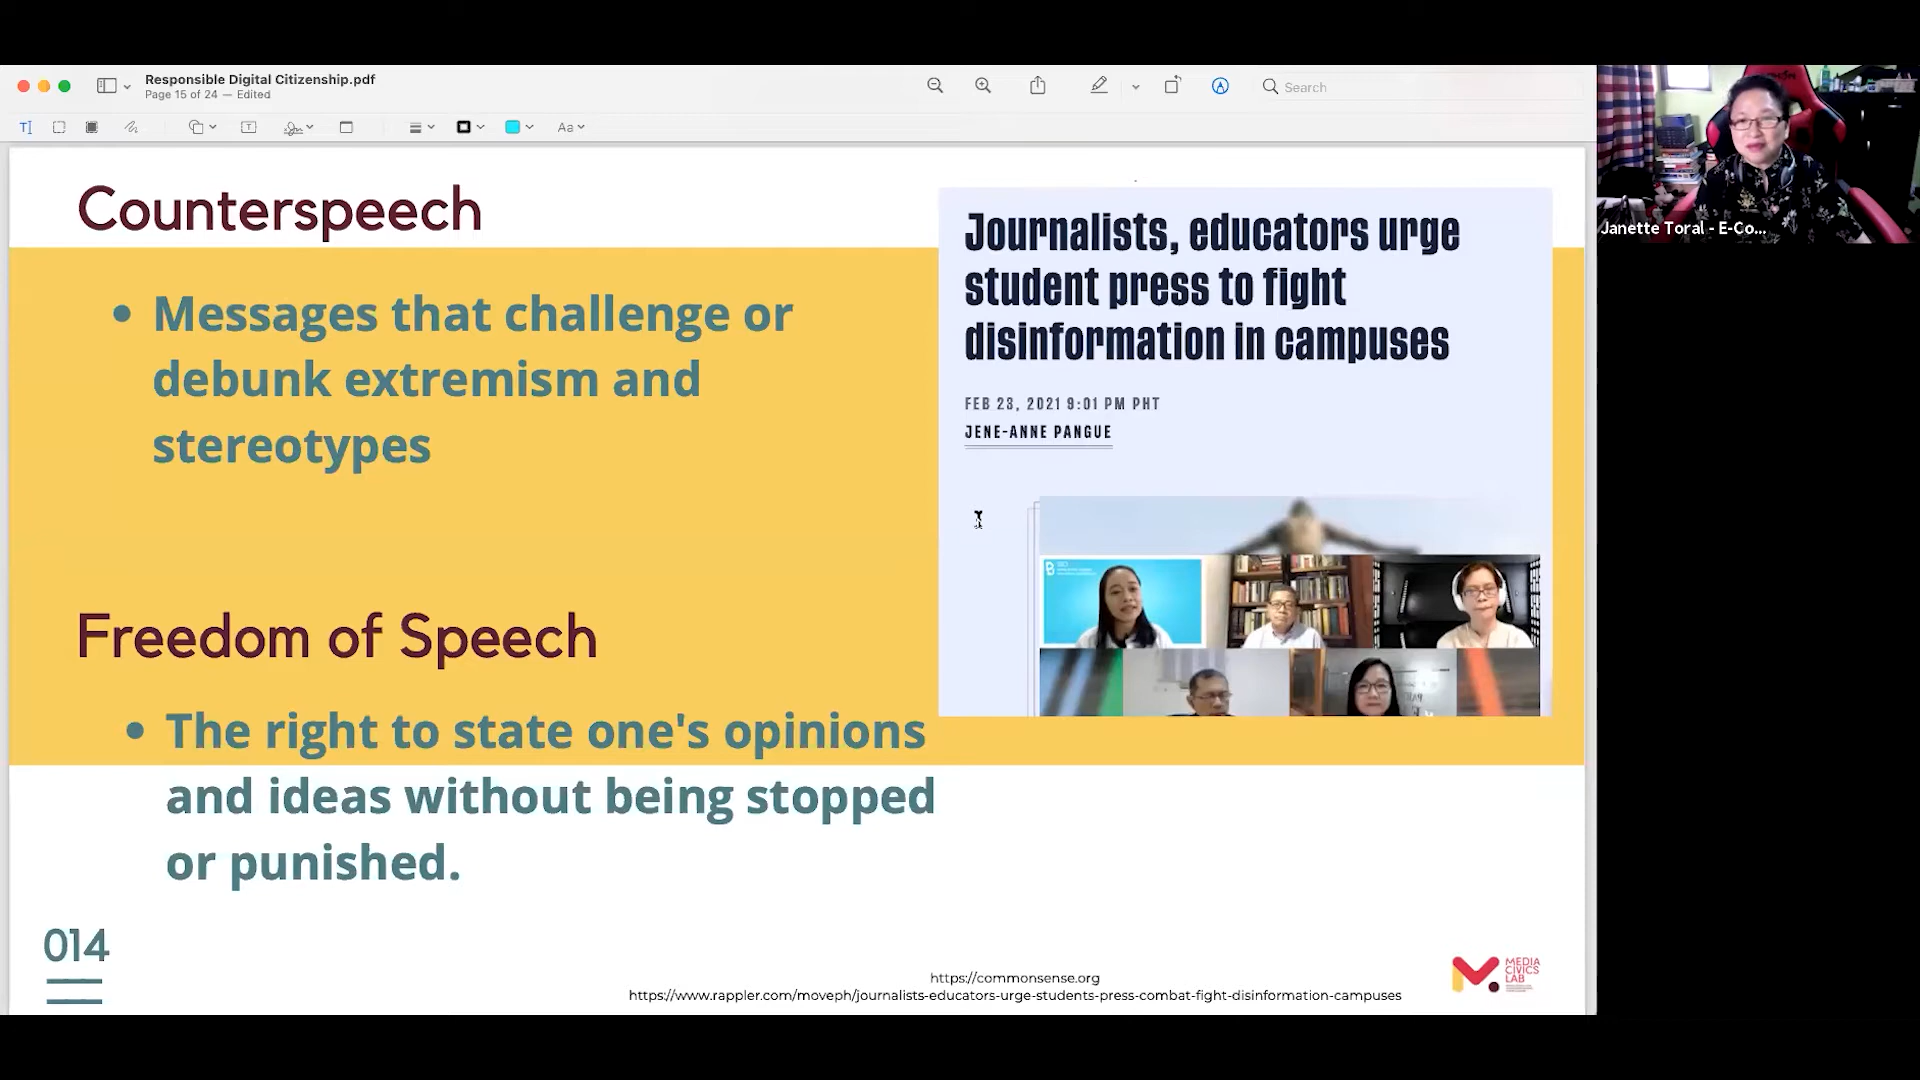 Responsible Digital Citizenship.pdf
Page 15 of 24 — Edited
Search
Aa
Counterspeech
• Messages that challenge or
debunk extremism and
stereotypes
Freedom of Speech
• The right to state one's opinions
and ideas without being stopped
or punished.
014
Journalists, educators urge
student press to fight
disinformation in campuses
FEB 23, 2021 9:01 PM PHT
JENE-ANNE PANGUE
https://commonsense.org
https://www.rappler.com/moveph/journalists-educators-urge-students-press-combat-fight-disinformation-campuses
MEDIA
CIVICS
LAB
Janette Toral - E-Co...